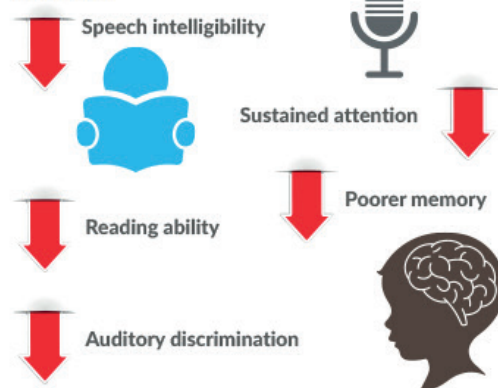 Speech intelligibility
Sustained attention
Poorer memory
Reading ability
Auditory discrimination